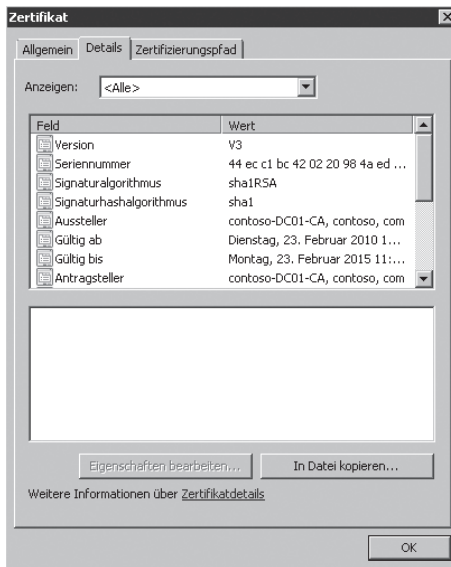 Zertifikat
Allgemein Details Zertifizierungspfad
Anzeigen: <Alle>
Feld Wert
Version V3
Seriennummer 44 ec c1 bc 42 02 20 98 4a ed ...
Signaturalgorithmus sha1RSA
Signaturhashalgorithmus sha1
Aussteller contoso-DC01-CA, contoso, com
Gültig ab Dienstag, 23. Februar 2010 1...
Gültig bis Montag, 23. Februar 2015 11:...
Antragsteller contoso-DC01-CA, contoso, com
Eigenschaften bearbeiten... In Datei kopieren...
Weitere Informationen über Zertifikatdetails
OK